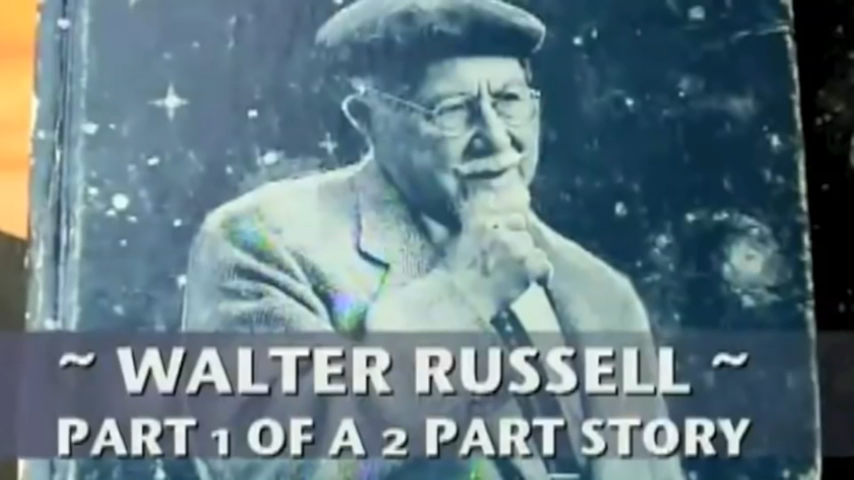 ~ WALTER RUSSELL ~
PART 1 OF A 2 PART STORY